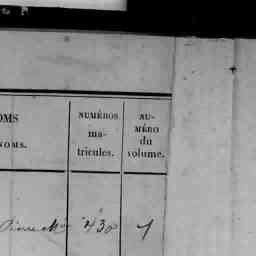 OMS
NOMS.
NUMÉROS
ma-
tricules.
NU-
MÉRO
du
volume.
430
1